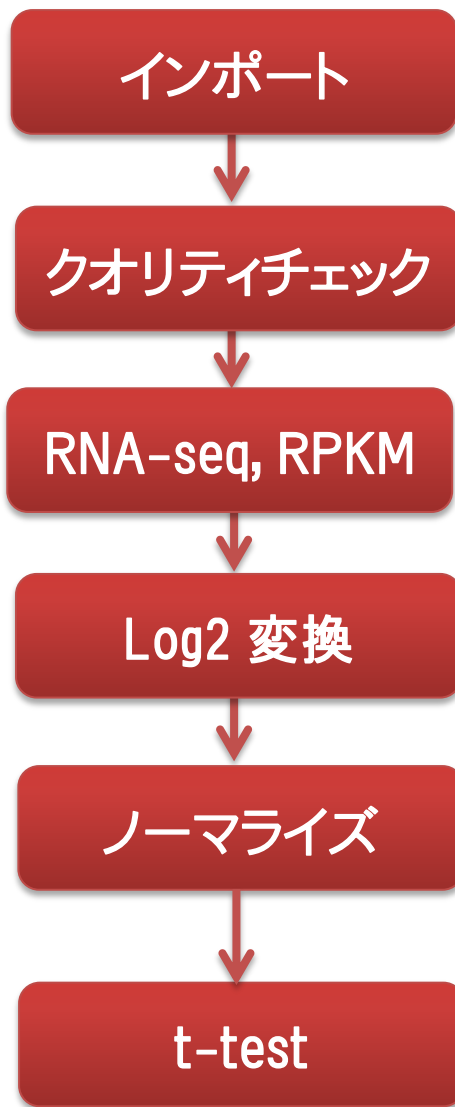 インポート
クオリティチェック
RNA-seq, RPKM
Log2 変換
ノーマライズ
t-test